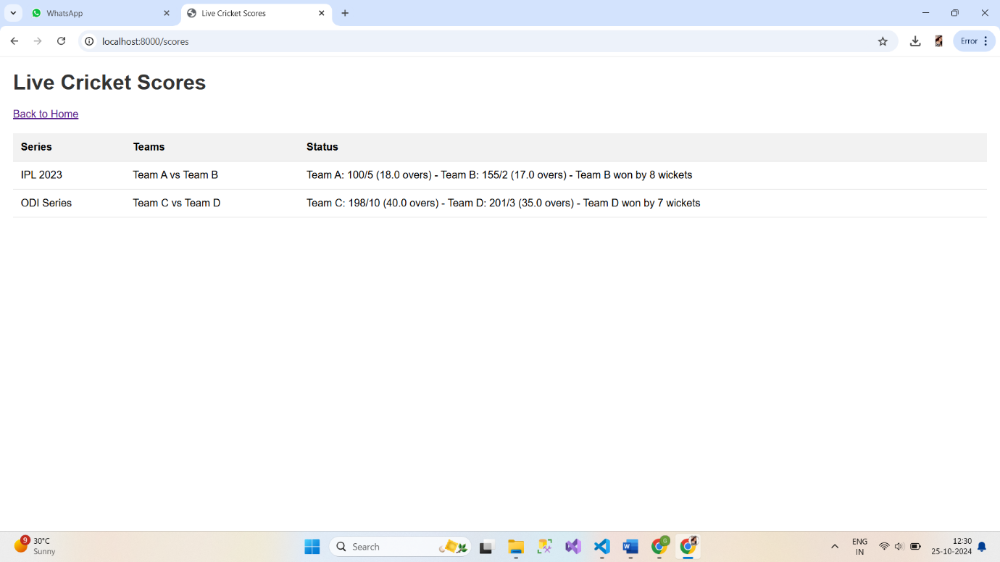 WhatsApp
Live Cricket Scores
localhost:8000/scores
Error
Live Cricket Scores
Back to Home
Series Teams Status
IPL 2023 Team A vs Team B Team A: 100/5 (18.0 overs) - Team B: 155/2 (17.0 overs) - Team B won by 8 wickets
ODI Series Team C vs Team D Team C: 198/10 (40.0 overs) - Team D: 201/3 (35.0 overs) - Team D won by 7 wickets
9
30°C
Sunny
Search
W
G
ENG
IN
12:30
25-10-2024